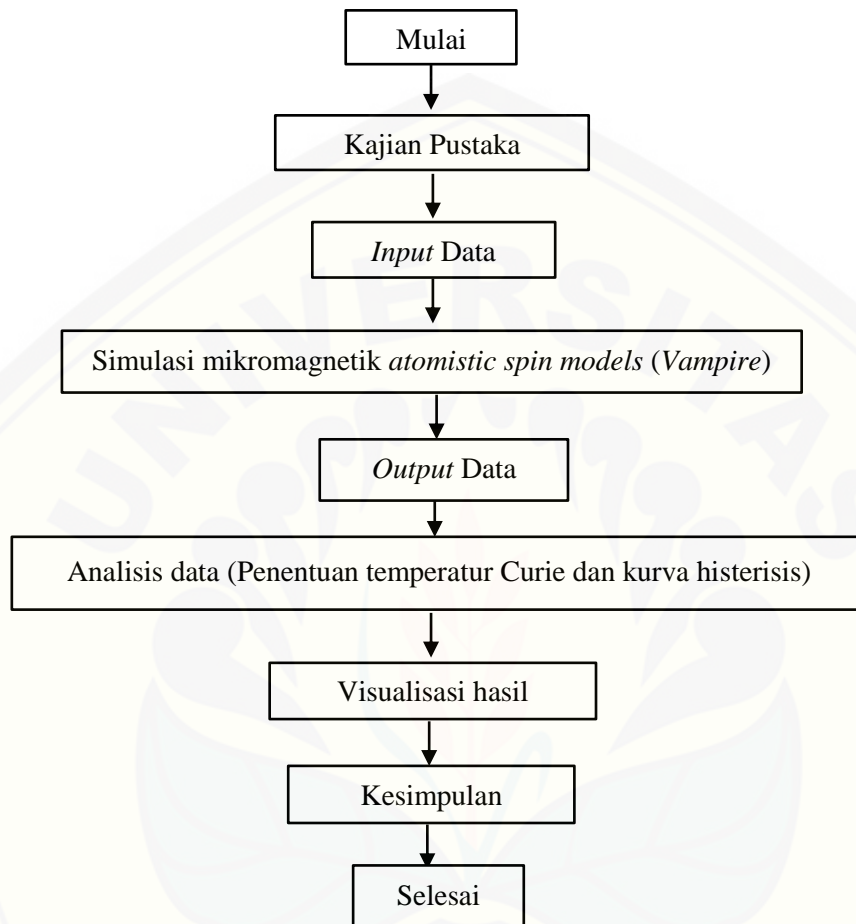 Mulai
Kajian Pustaka
Input Data
Simulasi mikromagnetik atomistic spin models (Vampire)
Output Data
Analisis data (Penentuan temperatur Curie dan kurva histerisis)
Visualisasi hasil
Kesimpulan
Selesai
UNIVERSITAS